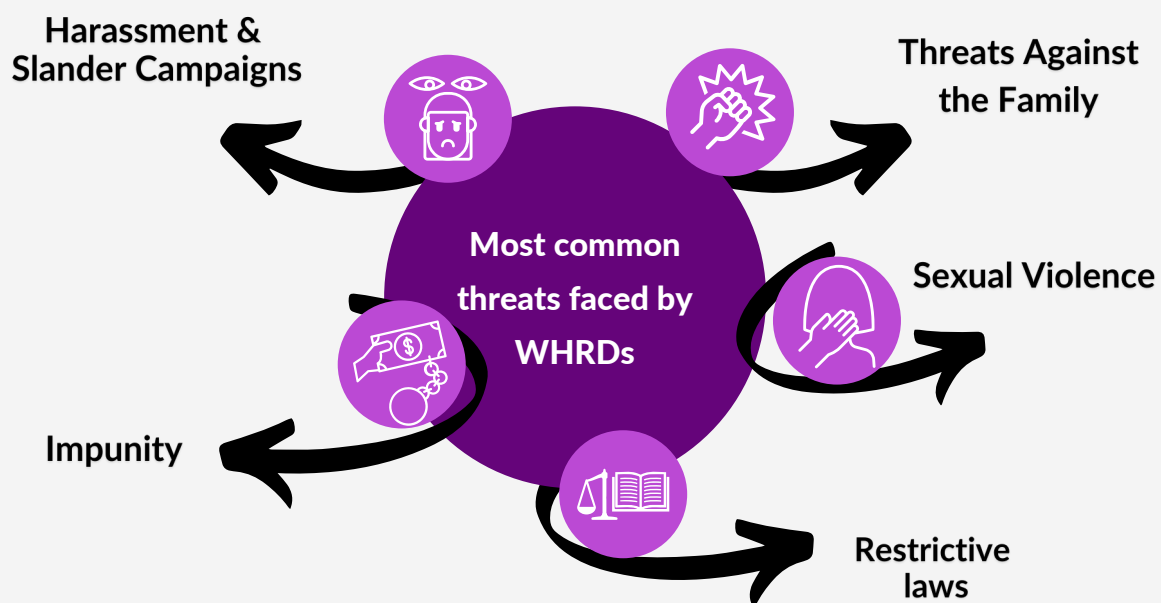 Harassment &
Slander Campaigns
Threats Against
the Family
Most common
threats faced by
WHRDs
Sexual Violence
$
Impunity
Restrictive
laws